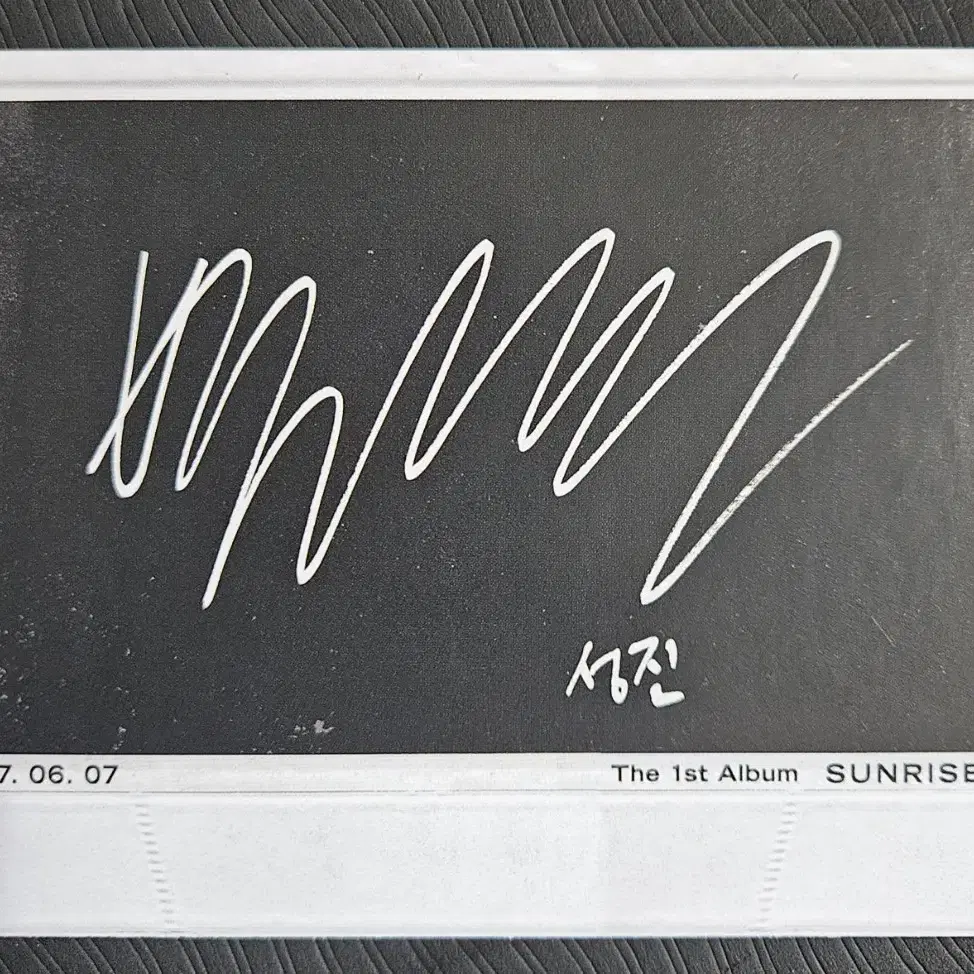 성진
7. 06. 07
The 1st Album SUNRISE